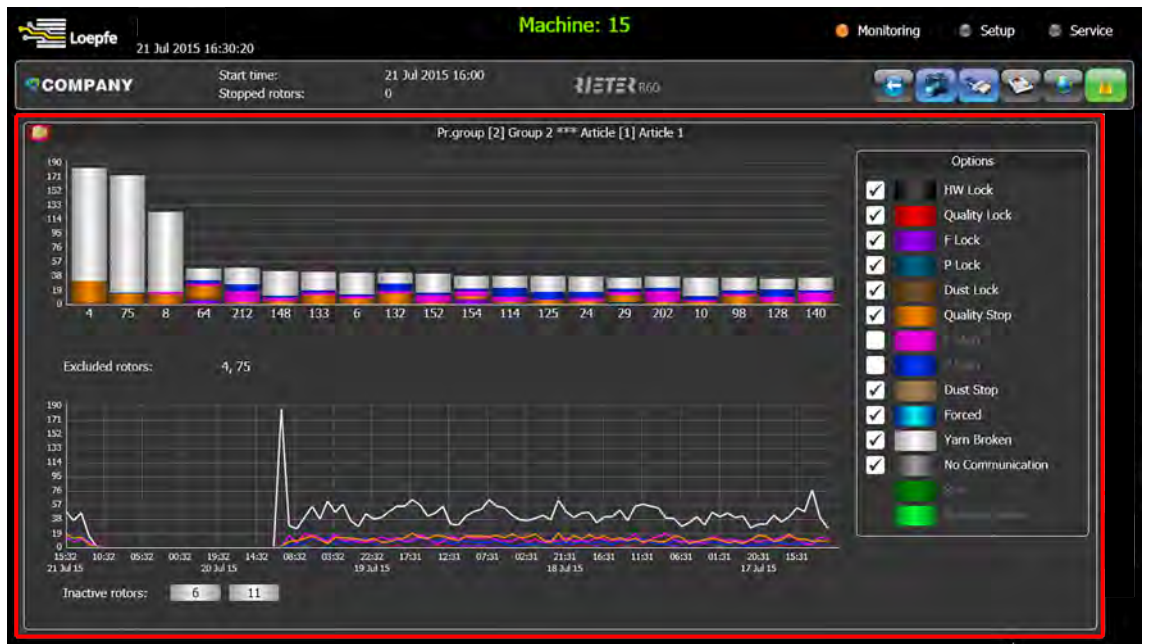 Loepfe
21 Jul 2015 16:30:20
Machine: 15
Monitoring Setup Service
COMPANY
Start time: 21 Jul 2015 16:00
Stopped rotors: 0
RIETER R60
Pr.group [2] Group 2 *** Article [1] Article 1
190
171
152
133
114
95
76
57
38
19
0
4 75 8 64 212 148 133 6 132 152 154 114 125 24 29 202 10 98 128 140
Excluded rotors: 4, 75
190
171
152
133
114
95
76
57
38
19
0
15:32 10:32 05:32 00:32 19:32 14:32 08:32 03:32 22:32 17:31 12:31 07:31 02:31 21:31 16:31 11:31 06:31 01:31 20:31 15:31
21 Jul 15 20 Jul 15 19 Jul 15 18 Jul 15 17 Jul 15
Inactive rotors: 6 11
Options
HW Lock
Quality Lock
F Lock
P Lock
Dust Lock
Quality Stop
Dust Stop
Forced
Yarn Broken
No Communication